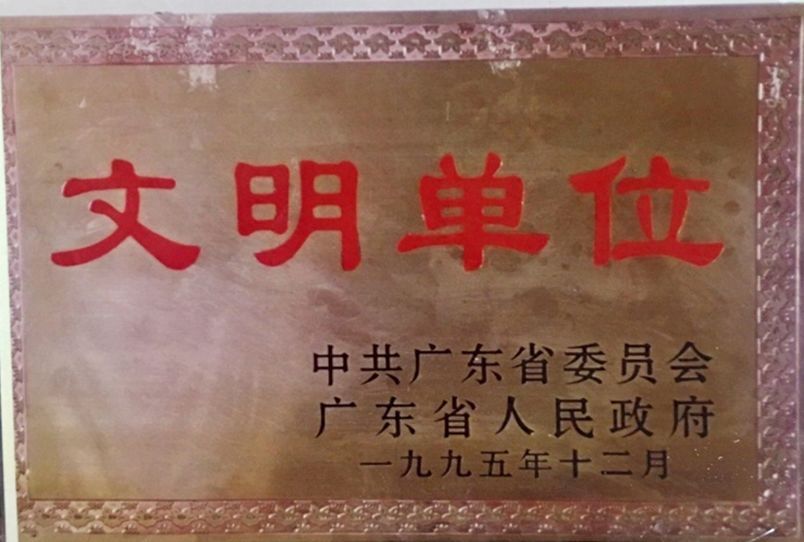 文明单位
中共广东省委员会
广东省人民政府
一九九五年十二月